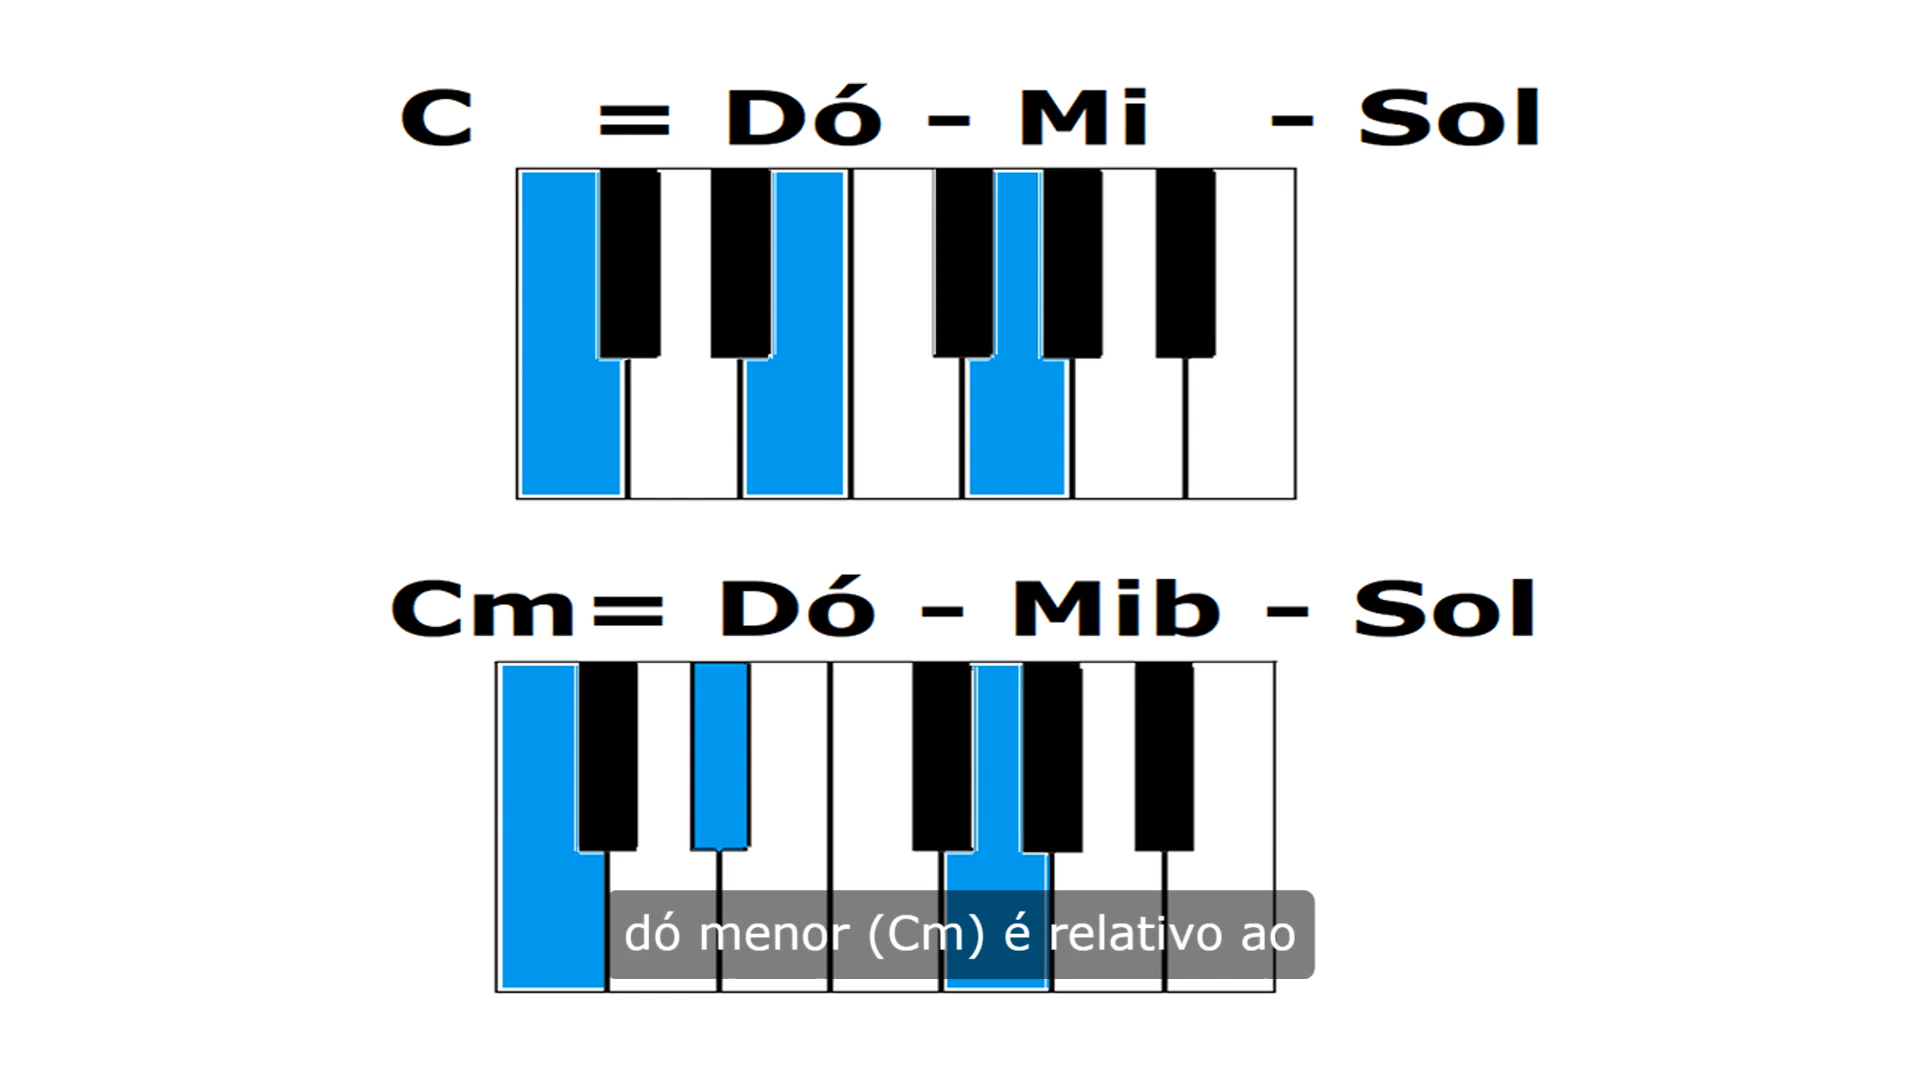 C = Dó – Mi – Sol
Cm= Dó – Mib – Sol
dó menor (Cm) é relativo ao